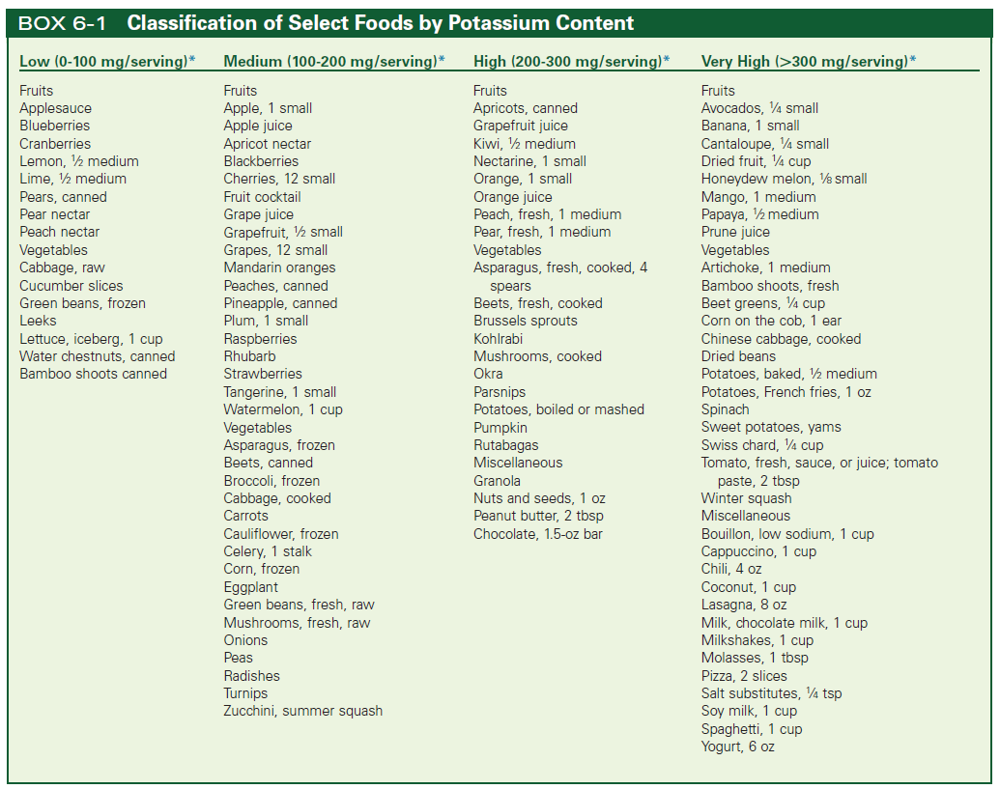 BOX 6-1 Classification of Select Foods by Potassium Content
Low (0-100 mg/serving)*
Fruits
Applesauce
Blueberries
Cranberries
Lemon, ½ medium
Lime, ½ medium
Pears, canned
Pear nectar
Peach nectar
Vegetables
Cabbage, raw
Cucumber slices
Green beans, frozen
Leeks
Lettuce, iceberg, 1 cup
Water chestnuts, canned
Bamboo shoots canned
Medium (100-200 mg/serving)*
Fruits
Apple, 1 small
Apple juice
Apricot nectar
Blackberries
Cherries, 12 small
Fruit cocktail
Grape juice
Grapefruit, ½ small
Grapes, 12 small
Mandarin oranges
Peaches, canned
Pineapple, canned
Plum, 1 small
Raspberries
Rhubarb
Strawberries
Tangerine, 1 small
Watermelon, 1 cup
Vegetables
Asparagus, frozen
Beets, canned
Broccoli, frozen
Cabbage, cooked
Carrots
Cauliflower, frozen
Celery, 1 stalk
Corn, frozen
Eggplant
Green beans, fresh, raw
Mushrooms, fresh, raw
Onions
Peas
Radishes
Turnips
Zucchini, summer squash
High (200-300 mg/serving)*
Fruits
Apricots, canned
Grapefruit juice
Kiwi, ½ medium
Nectarine, 1 small
Orange, 1 small
Orange juice
Peach, fresh, 1 medium
Pear, fresh, 1 medium
Vegetables
Asparagus, fresh, cooked, 4
spears
Beets, fresh, cooked
Brussels sprouts
Kohlrabi
Mushrooms, cooked
Okra
Parsnips
Potatoes, boiled or mashed
Pumpkin
Rutabagas
Miscellaneous
Granola
Nuts and seeds, 1 oz
Peanut butter, 2 tbsp
Chocolate, 1.5-oz bar
Very High (>300 mg/serving)*
Fruits
Avocados, ¼ small
Banana, 1 small
Cantaloupe, ¼ small
Dried fruit, ¼ cup
Honeydew melon, ⅛ small
Mango, 1 medium
Papaya, ½ medium
Prune juice
Vegetables
Artichoke, 1 medium
Bamboo shoots, fresh
Beet greens, ¼ cup
Corn on the cob, 1 ear
Chinese cabbage, cooked
Dried beans
Potatoes, baked, ½ medium
Potatoes, French fries, 1 oz
Spinach
Sweet potatoes, yams
Swiss chard, ¼ cup
Tomato, fresh, sauce, or juice; tomato
paste, 2 tbsp
Winter squash
Miscellaneous
Bouillon, low sodium, 1 cup
Cappuccino, 1 cup
Chili, 4 oz
Coconut, 1 cup
Lasagna, 8 oz
Milk, chocolate milk, 1 cup
Milkshakes, 1 cup
Molasses, 1 tbsp
Pizza, 2 slices
Salt substitutes, ¼ tsp
Soy milk, 1 cup
Spaghetti, 1 cup
Yogurt, 6 oz